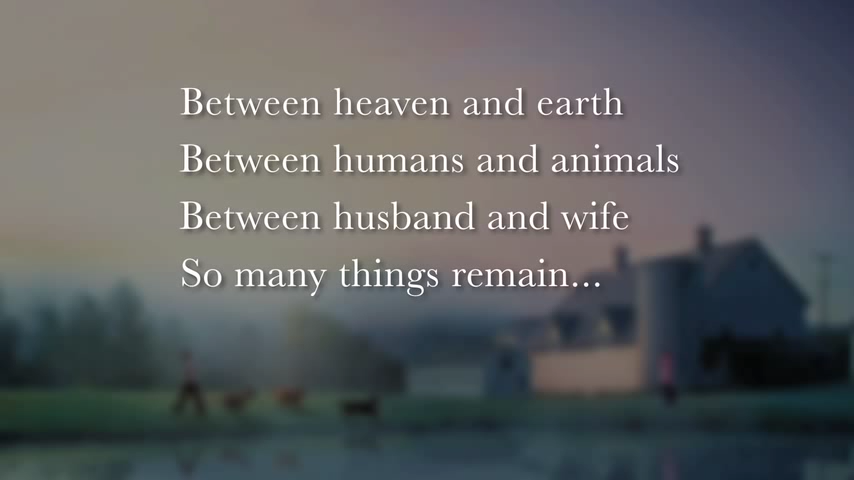 Between heaven and earth
Between humans and animals
Between husband and wife
So many things remain...